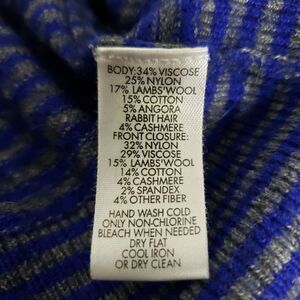 BODY:34% VISCOSE
25% NYLON
17% LAMBS'WOOL
15% COTTON
5% ANGORA
RABBIT HAIR
4% CASHMERE
FRONT CLOSURE:
32% NYLON
29% VISCOSE
15% LAMBS'WOOL
14% COTTON
4% CASHMERE
2% SPANDEX
4% OTHER FIBER
HAND WASH COLD
ONLY NON-CHLORINE
BLEACH WHEN NEEDED
DRY FLAT
COOL IRON
OR DRY CLEAN